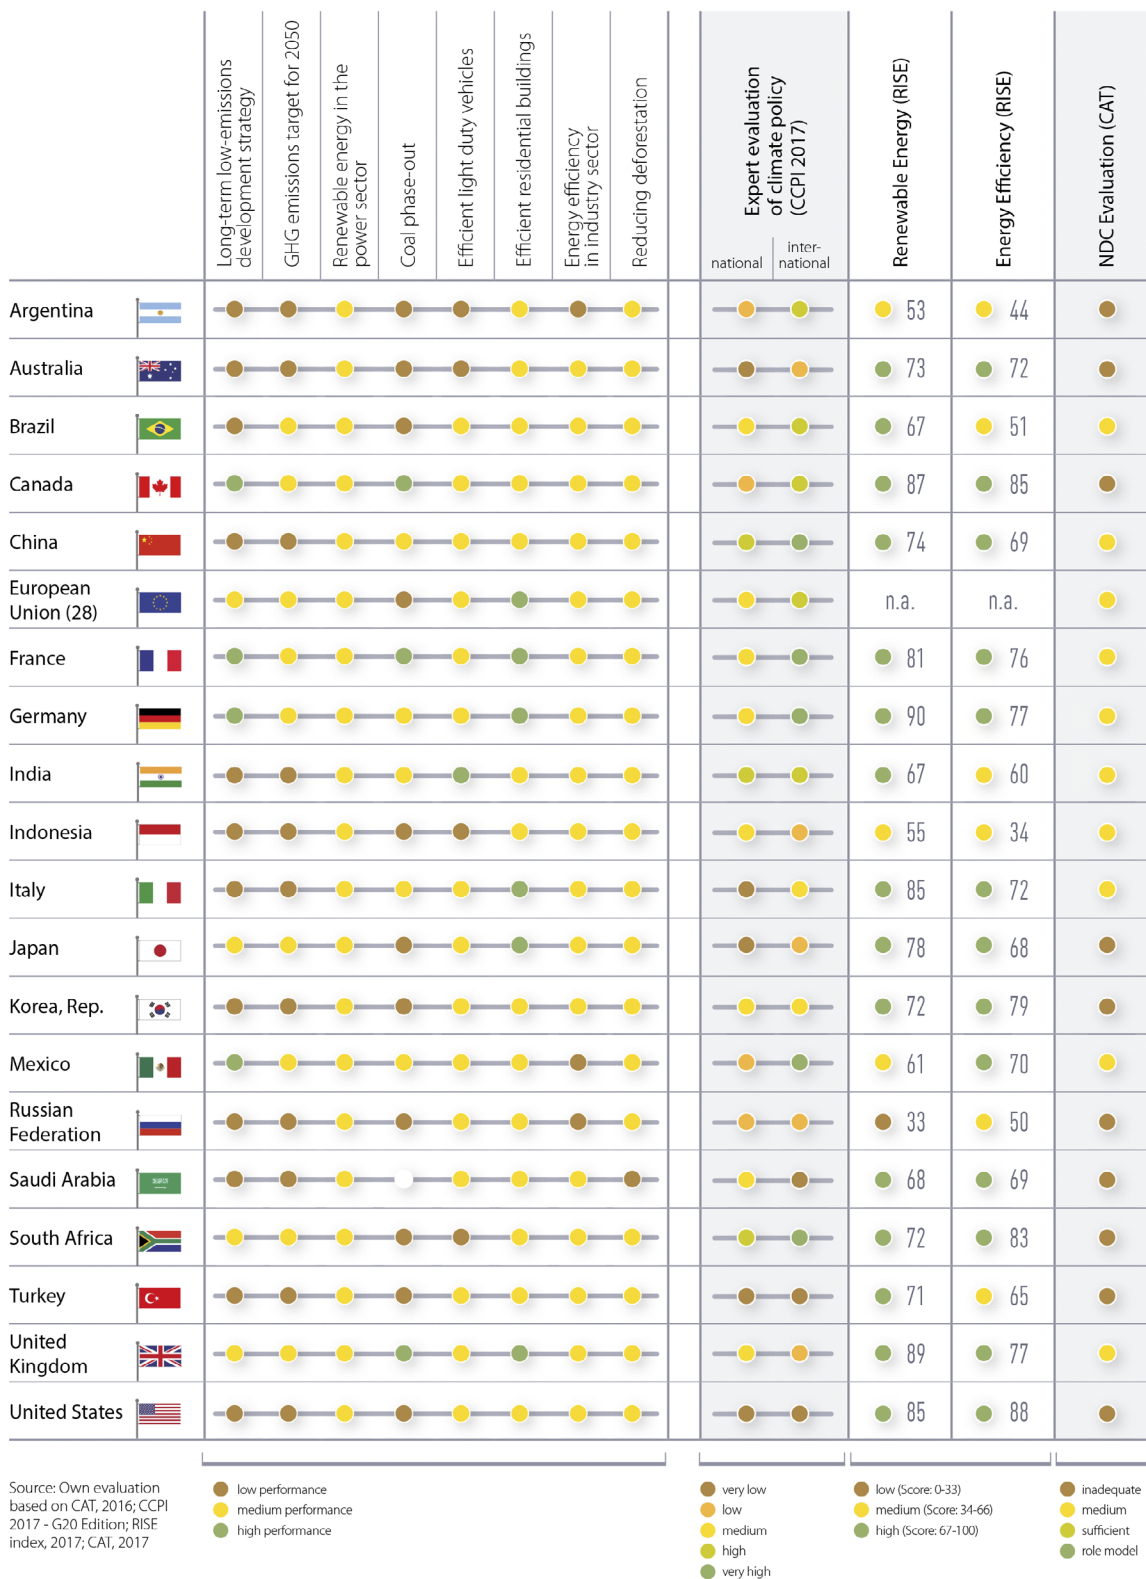 Long-term low-emissions
development strategy
GHG emissions target for 2050
Renewable energy in the
power sector
Coal phase-out
Efficient light duty vehicles
Efficient residential buildings
Energy efficiency
in industry sector
Reducing deforestation
Expert evaluation
of climate policy
(CCPI 2017)
national
inter-
national
Renewable Energy (RISE)
Energy Efficiency (RISE)
NDC Evaluation (CAT)
Argentina 53 44
Australia 73 72
Brazil 67 51
Canada 87 85
China 74 69
European
Union (28) n.a. n.a.
France 81 76
Germany 90 77
India 67 60
Indonesia 55 34
Italy 85 72
Japan 78 68
Korea, Rep. 72 79
Mexico 61 70
Russian
Federation 33 50
Saudi Arabia 68 69
South Africa 72 83
Turkey 71 65
United
Kingdom 89 77
United States 85 88
Source: Own evaluation
based on CAT, 2016; CCPI
2017 - G20 Edition; RISE
index, 2017; CAT, 2017
low performance
medium performance
high performance
very low
low
medium
high
very high
low (Score: 0-33)
medium (Score: 34-66)
high (Score: 67-100)
inadequate
medium
sufficient
role model